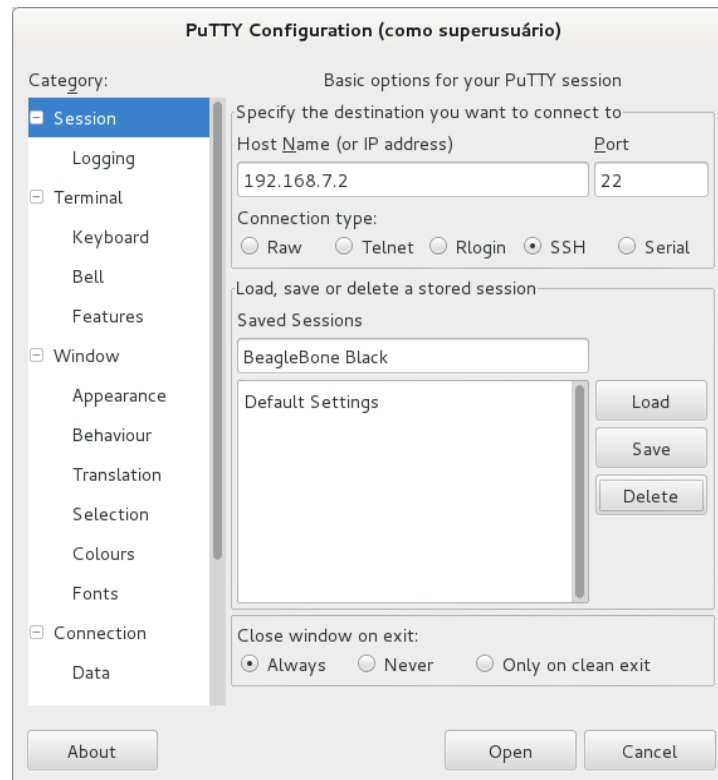 PuTTY Configuration (como superusuário)
Category:
Session
Logging
Terminal
Keyboard
Bell
Features
Window
Appearance
Behaviour
Translation
Selection
Colours
Fonts
Connection
Data
Basic options for your PuTTY session
Specify the destination you want to connect to
Host Name (or IP address) Port
192.168.7.2 22
Connection type:
Raw Telnet Rlogin SSH Serial
Load, save or delete a stored session
Saved Sessions
BeagleBone Black
Default Settings
Load
Save
Delete
Close window on exit:
Always Never Only on clean exit
About Open Cancel